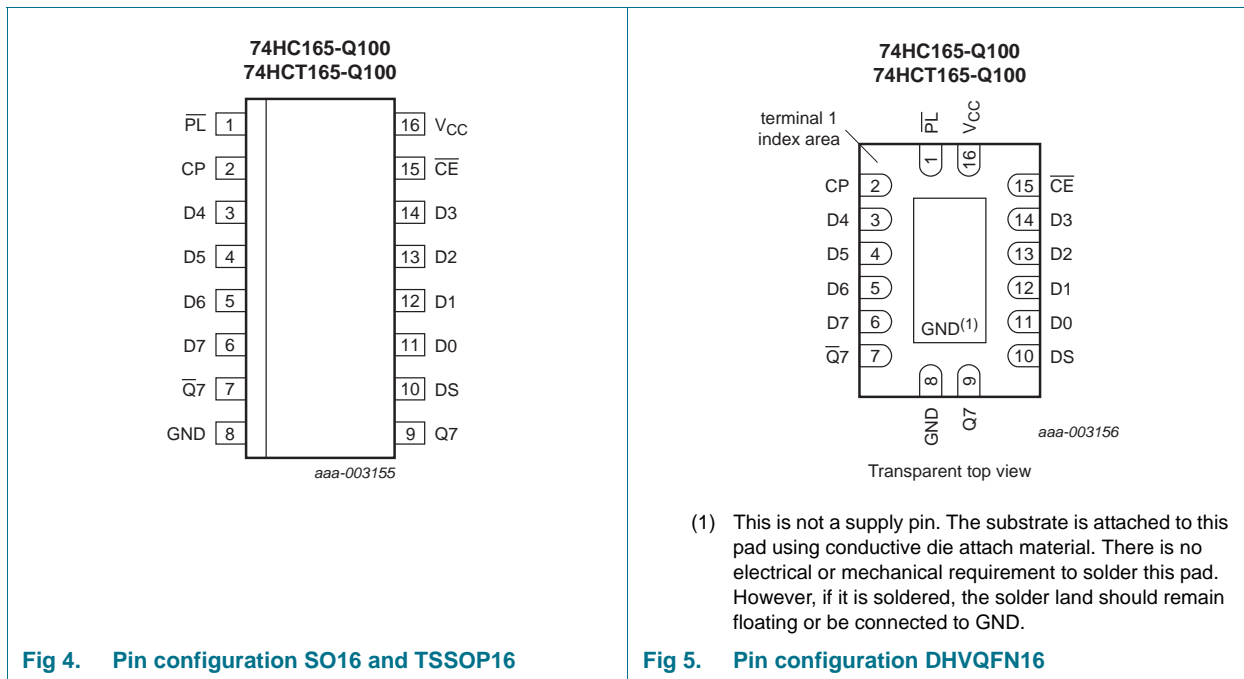 74HC165-Q100
74HCT165-Q100
P̅L̅ 1
16 VCC
CP 2
15 C̅E̅
D4 3
14 D3
D5 4
13 D2
D6 5
12 D1
D7 6
11 D0
Q̅7 7
10 DS
GND 8
9 Q7
aaa-003155
Fig 4. Pin configuration SO16 and TSSOP16
74HC165-Q100
74HCT165-Q100
terminal 1
index area
P̅L̅
VCC
1
16
CP 2
15 C̅E̅
D4 3
14 D3
D5 4
13 D2
D6 5
12 D1
D7 6
GND(1)
11 D0
Q̅7 7
10 DS
8
9
GND
Q7
aaa-003156
Transparent top view
(1) This is not a supply pin. The substrate is attached to this
pad using conductive die attach material. There is no
electrical or mechanical requirement to solder this pad.
However, if it is soldered, the solder land should remain
floating or be connected to GND.
Fig 5. Pin configuration DHVQFN16